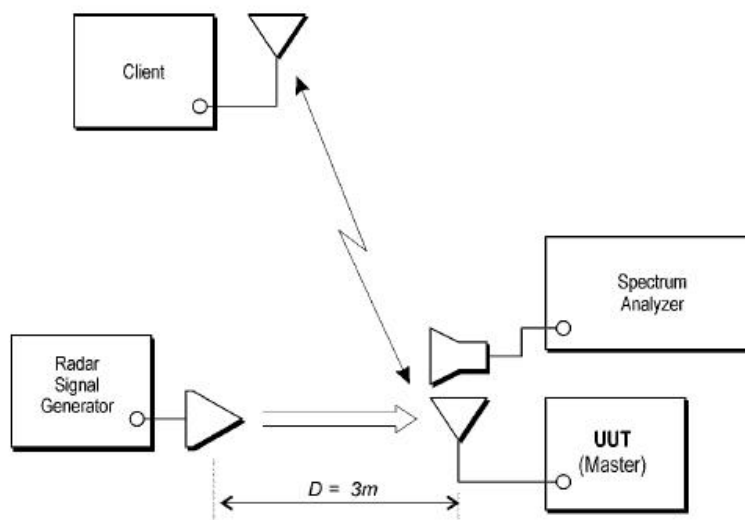 Client
Spectrum
Analyzer
Radar
Signal
Generator
UUT
(Master)
D = 3m